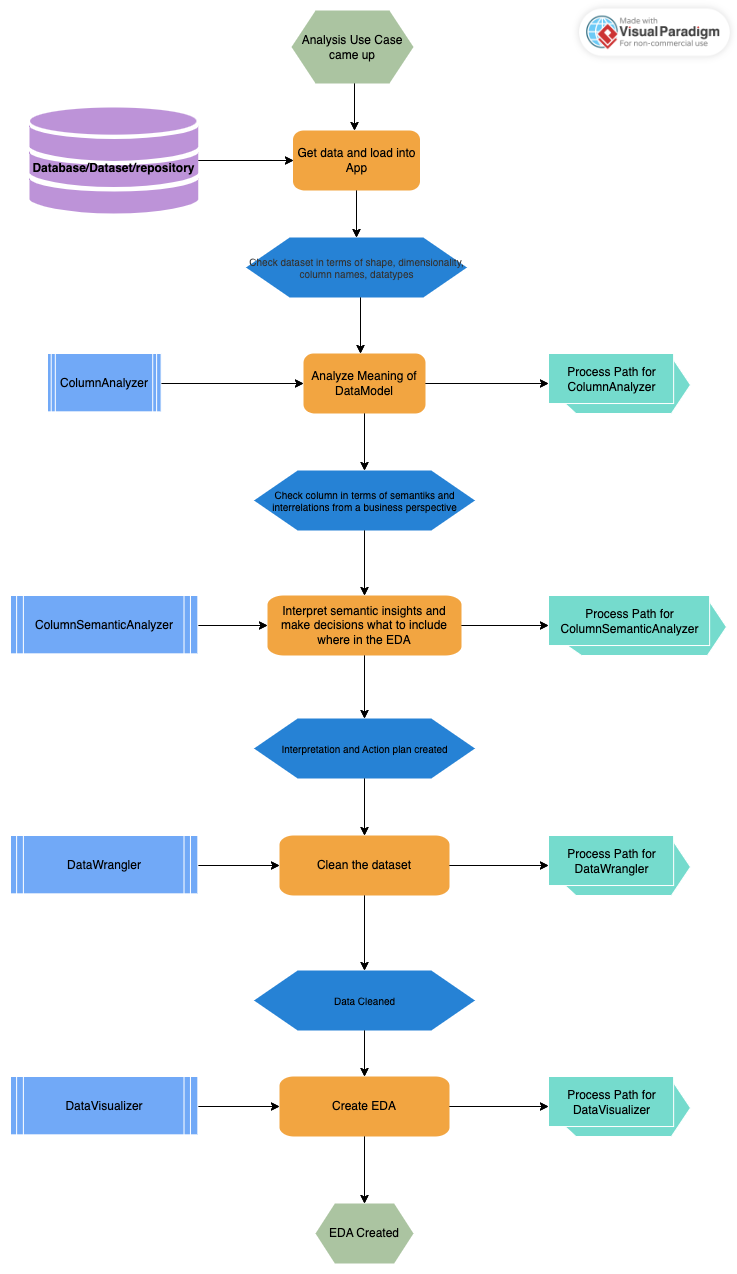 Analysis Use Case
came up
Made with
Visual Paradigm
For non-commercial use
Database/Dataset/repository
Get data and load into
App
Check dataset in terms of shape, dimensionality,
column names, datatypes
ColumnAnalyzer
Analyze Meaning of
DataModel
Process Path for
ColumnAnalyzer
Check column in terms of semantiks and
interrelations from a business perspective
ColumnSemanticAnalyzer
Interpret semantic insights and
make decisions what to include
where in the EDA
Process Path for
ColumnSemanticAnalyzer
Interpretation and Action plan created
DataWrangler
Clean the dataset
Process Path for
DataWrangler
Data Cleaned
DataVisualizer
Create EDA
Process Path for
DataVisualizer
EDA Created